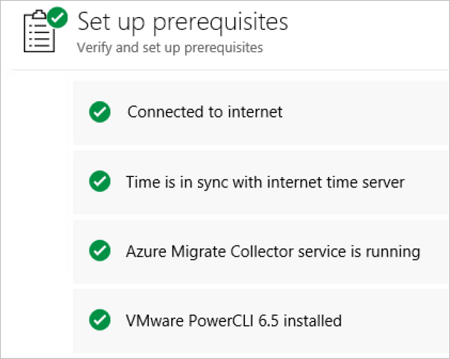 Set up prerequisites
Verify and set up prerequisites
Connected to internet
Time is in sync with internet time server
Azure Migrate Collector service is running
VMware PowerCLI 6.5 installed